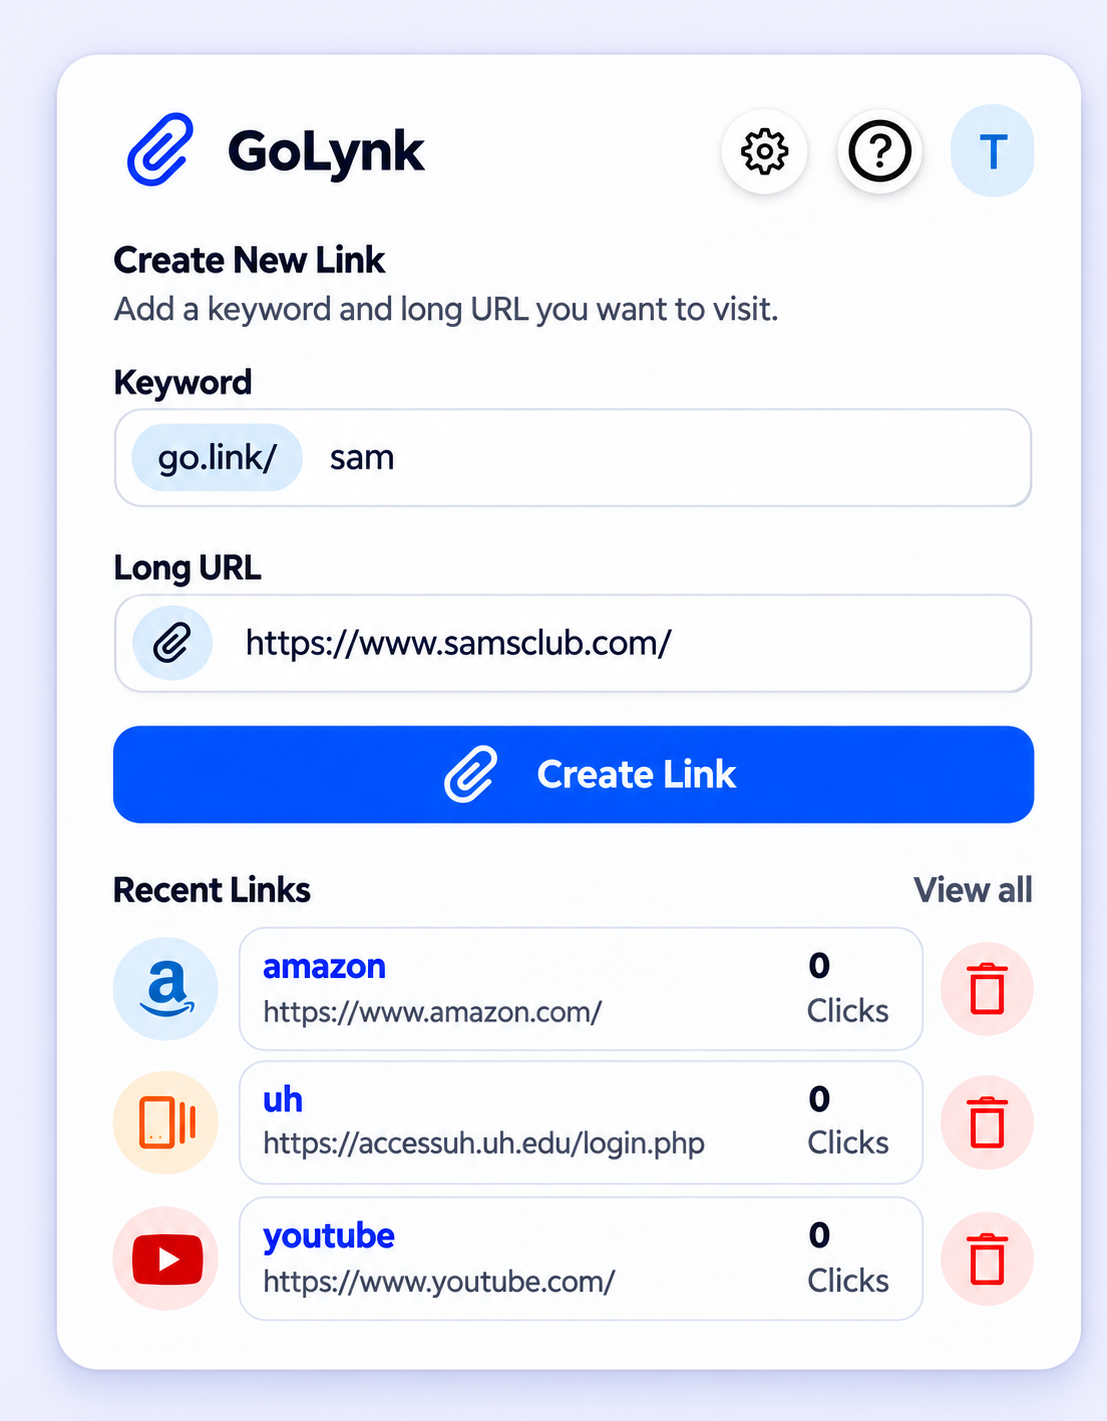 GoLynk
?
T
Create New Link
Add a keyword and long URL you want to visit.
Keyword
go.link/ sam
Long URL
https://www.samsclub.com/
Create Link
Recent Links
View all
a
amazon
0
https://www.amazon.com/
Clicks
uh
0
https://accessuh.uh.edu/login.php
Clicks
youtube
0
https://www.youtube.com/
Clicks